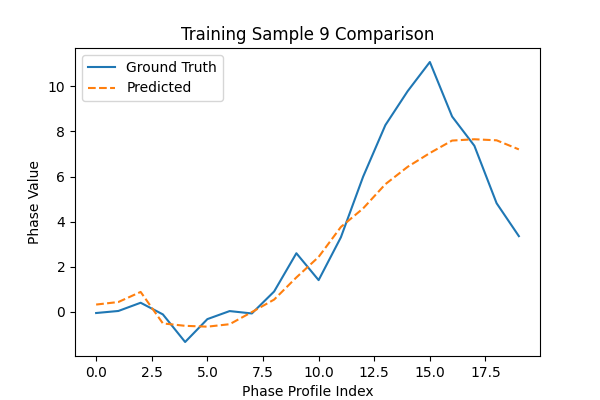 Training Sample 9 Comparison
Ground Truth
Predicted
Phase Value
10
8
6
4
2
0
0.0 2.5 5.0 7.5 10.0 12.5 15.0 17.5
Phase Profile Index